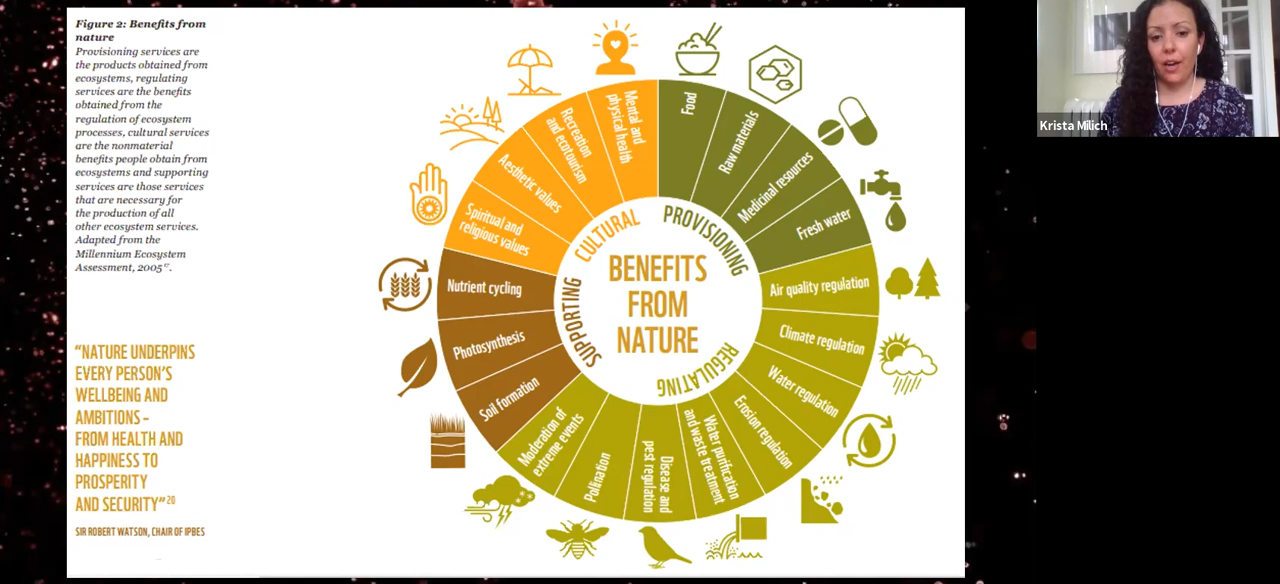 Figure 2: Benefits from
nature
Provisioning services are
the products obtained from
ecosystems, regulating
services are the benefits
obtained from the
regulation of ecosystem
processes, cultural services
are the nonmaterial
benefits people obtain from
ecosystems and supporting
services are those services
that are necessary for
the production of all
other ecosystem services.
Adapted from the
Millennium Ecosystem
Assessment, 2005
“NATURE UNDERPINS
EVERY PERSON’S
WELLBEING AND
AMBITIONS –
FROM HEALTH AND
HAPPINESS TO
PROSPERITY
AND SECURITY” 20
SIR ROBERT WATSON, CHAIR OF IPBES
BENEFITS
FROM
NATURE
PROVISIONING
Food
Raw materials
Medicinal resources
Fresh water
REGULATING
Air quality regulation
Climate regulation
Water regulation
Erosion regulation
Water purification
and waste treatment
Disease and
pest regulation
Pollination
Moderation of
extreme events
SUPPORTING
Soil formation
Photosynthesis
Nutrient cycling
CULTURAL
Spiritual and
religious values
Aesthetic values
Recreation
and ecotourism
Mental and
physical health
Krista Milich